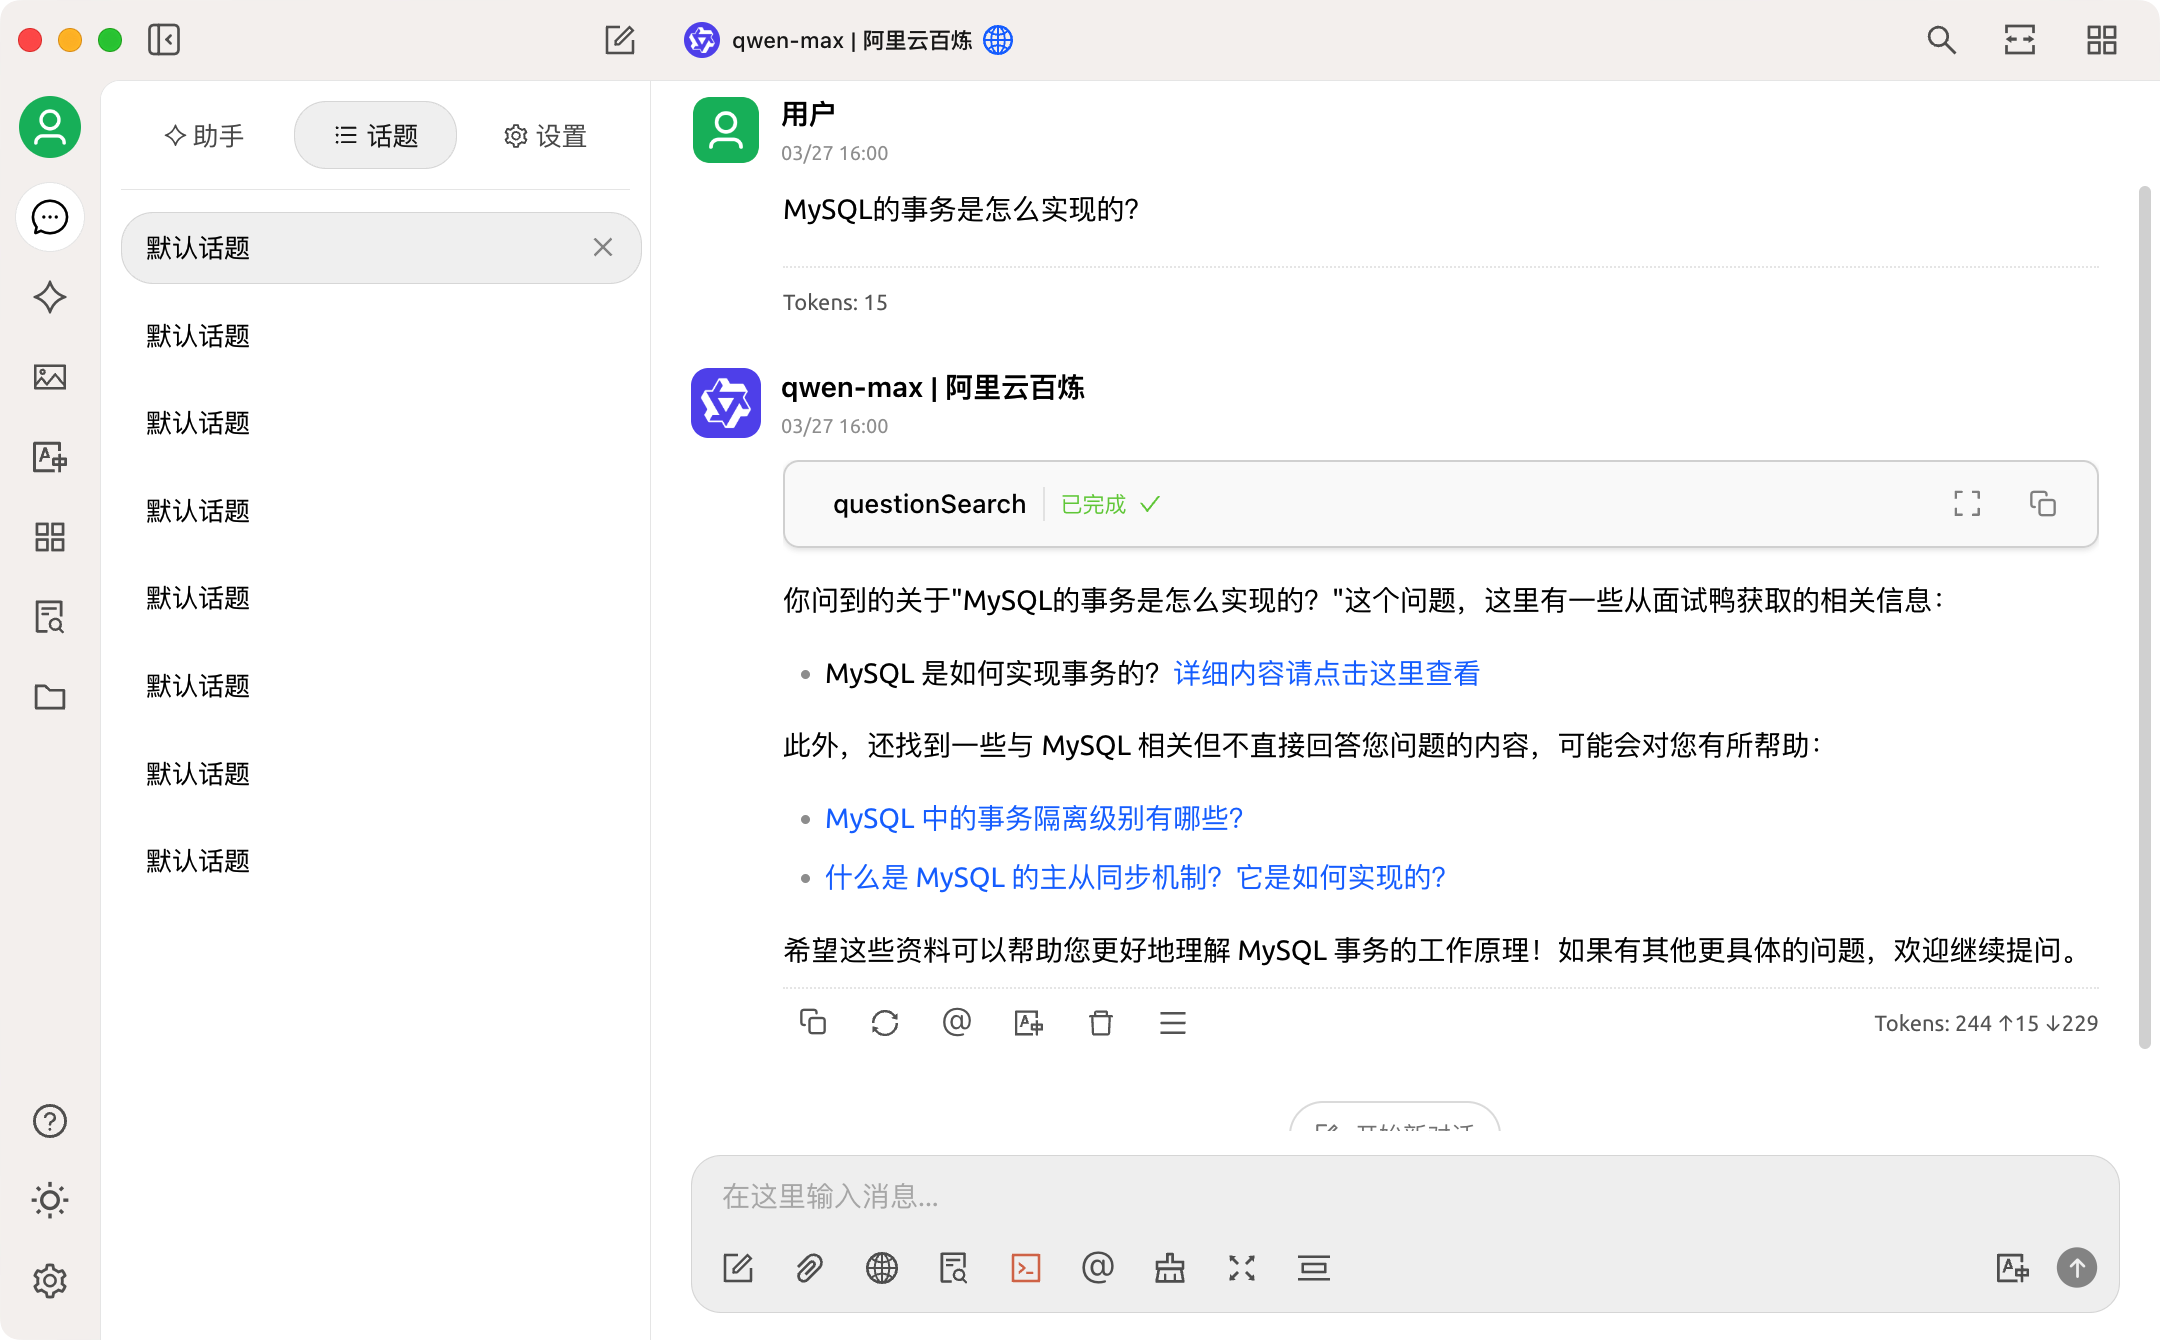 qwen-max | 阿里云百炼
助手
话题
设置
默认话题
默认话题
默认话题
默认话题
默认话题
默认话题
默认话题
默认话题
用户
03/27 16:00
MySQL的事务是怎么实现的？
Tokens: 15
qwen-max | 阿里云百炼
03/27 16:00
questionSearch 已完成
你问到的关于"MySQL的事务是怎么实现的？"这个问题，这里有一些从面试鸭获取的相关信息：
MySQL 是如何实现事务的？详细内容请点击这里查看
此外，还找到一些与 MySQL 相关但不直接回答您问题的内容，可能会对您有所帮助：
MySQL 中的事务隔离级别有哪些？
什么是 MySQL 的主从同步机制？它是如何实现的？
希望这些资料可以帮助您更好地理解 MySQL 事务的工作原理！如果有其他更具体的问题，欢迎继续提问。
Tokens: 244 ↑15 ↓229
开始新对话
在这里输入消息...